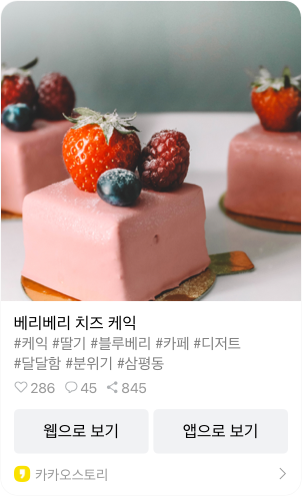 베리베리 치즈 케익
#케익 #딸기 #블루베리 #카페 #디저트
#달달함 #분위기 #삼평동
286 45 845
웹으로 보기 앱으로 보기
카카오스토리